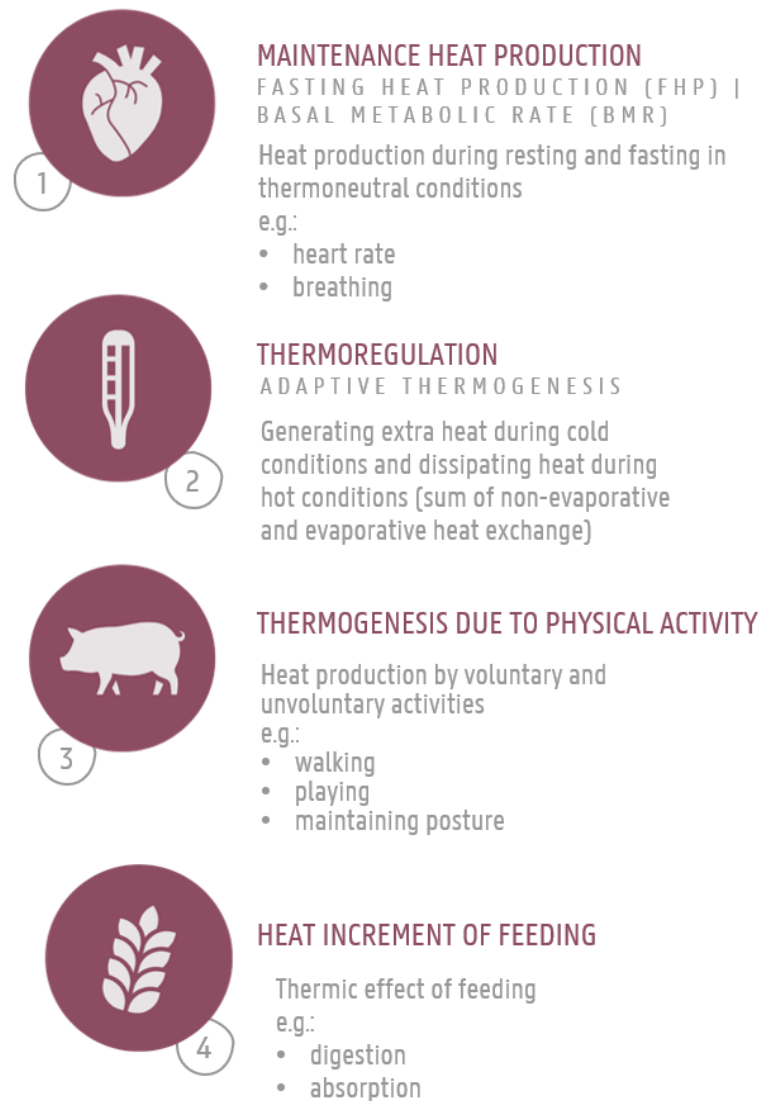 MAINTENANCE HEAT PRODUCTION
FASTING HEAT PRODUCTION (FHP) |
BASAL METABOLIC RATE (BMR)
Heat production during resting and fasting in
thermoneutral conditions
e.g.:
• heart rate
• breathing
1
THERMOREGULATION
ADAPTIVE THERMOGENESIS
Generating extra heat during cold
conditions and dissipating heat during
hot conditions (sum of non-evaporative
and evaporative heat exchange)
2
THERMOGENESIS DUE TO PHYSICAL ACTIVITY
Heat production by voluntary and
unvoluntary activities
e.g.:
• walking
• playing
• maintaining posture
3
HEAT INCREMENT OF FEEDING
Thermic effect of feeding
e.g.:
• digestion
• absorption
4